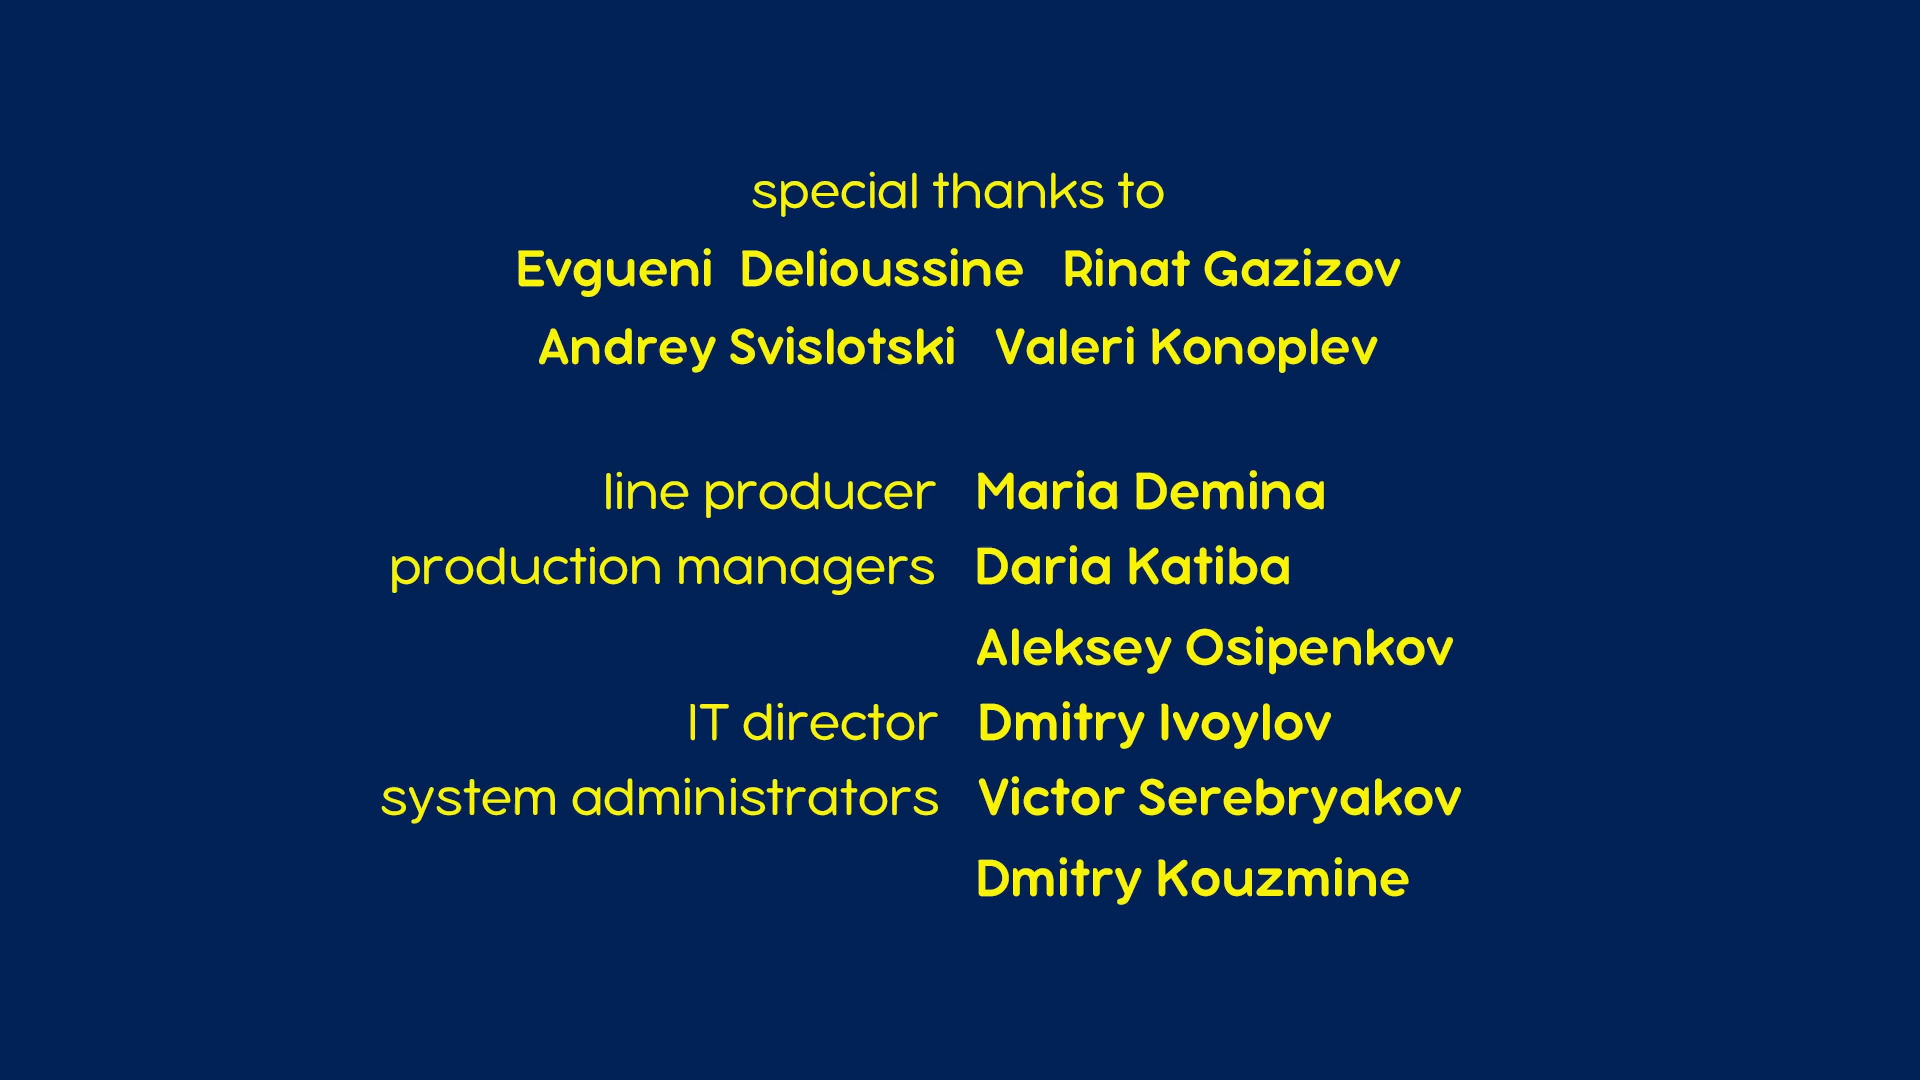 special thanks to
Evgueni Delioussine Rinat Gazizov
Andrey Svislotski Valeri Konoplev
line producer Maria Demina
production managers Daria Katiba
Aleksey Osipenkov
IT director Dmitry Ivoylov
system administrators Victor Serebryakov
Dmitry Kouzmine